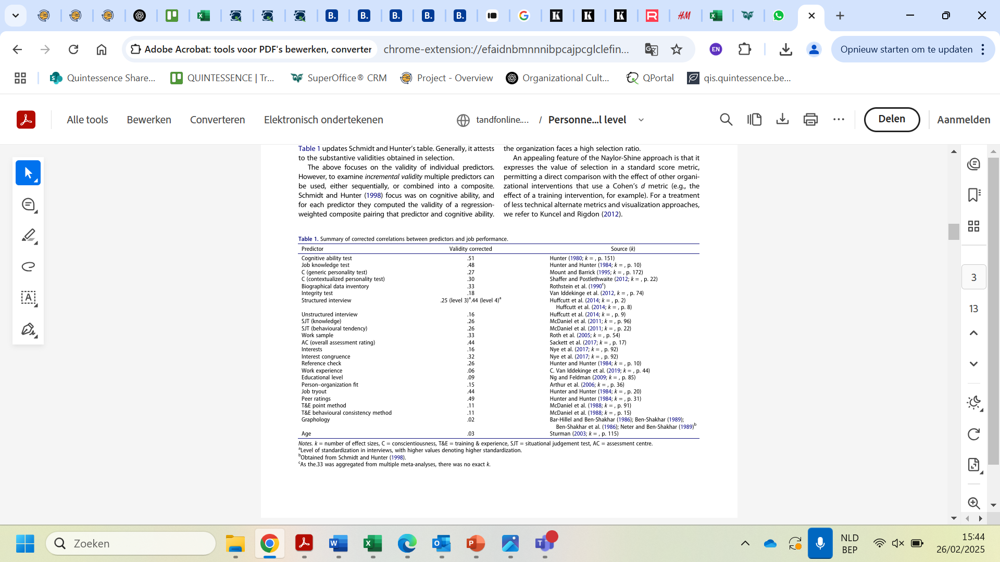 Adobe Acrobat: tools voor PDF's bewerken, converter
chrome-extension://efaidnbmnnnibpcajpcglclefin...
EN
Opnieuw starten om te updaten
Quintessence Share...
QUINTESSENCE | Tr...
SuperOffice® CRM
Project - Overview
Organizational Cult...
QPortal
qis.quintessence.be...
Alle tools
Bewerken
Converteren
Elektronisch ondertekenen
tandfonline.... / Personne...l level
Delen
Aanmelden
Table 1 updates Schmidt and Hunter's table. Generally, it attests
to the substantive validities obtained in selection.
The above focuses on the validity of individual predictors.
However, to examine incremental validity multiple predictors can
be used, either sequentially, or combined into a composite.
Schmidt and Hunter (1998) focus was on cognitive ability, and
for each predictor they computed the validity of a regression-
weighted composite pairing that predictor and cognitive ability.
the organization faces a high selection ratio.
An appealing feature of the Naylor-Shine approach is that it
expresses the value of selection in a standard score metric,
permitting a direct comparison with the effect of other organi-
zational interventions that use a Cohen's d metric (e.g., the
effect of a training intervention, for example). For a treatment
of less technical alternate metrics and visualization approaches,
we refer to Kuncel and Rigdon (2012).
Table 1. Summary of corrected correlations between predictors and job performance.
Predictor Validity corrected Source (k)
Cognitive ability test .51 Hunter (1980; k = , p. 151)
Job knowledge test .48 Hunter and Hunter (1984; k = , p. 10)
C (generic personality test) .27 Mount and Barrick (1995; k = , p. 172)
C (contextualized personality test) .30 Shaffer and Postlethwaite (2012; k = , p. 22)
Biographical data inventory .33 Rothstein et al. (1990c)
Integrity test .18 Van Iddekinge et al. (2012, k = , p. 74)
Structured interview .25 (level 3)a.44 (level 4)a Huffcutt et al. (2014; k = , p. 2)
Huffcutt et al. (2014; k = , p. 8)
Unstructured interview .16 Huffcutt et al. (2014; k = , p. 9)
SJT (knowledge) .26 McDaniel et al. (2011; k = , p. 96)
SJT (behavioural tendency) .26 McDaniel et al. (2011; k = , p. 22)
Work sample .33 Roth et al. (2005; k = , p. 54)
AC (overall assessment rating) .44 Sackett et al. (2017; k = , p. 17)
Interests .16 Nye et al. (2017; k = , p. 92)
Interest congruence .32 Nye et al. (2017; k = , p. 92)
Reference check .26 Hunter and Hunter (1984; k = , p. 10)
Work experience .06 C. Van Iddekinge et al. (2019; k = , p. 44)
Educational level .09 Ng and Feldman (2009; k = , p. 85)
Person–organization fit .15 Arthur et al. (2006; k = , p. 36)
Job tryout .44 Hunter and Hunter (1984; k = , p. 20)
Peer ratings .49 Hunter and Hunter (1984; k = , p. 31)
T&E point method .11 McDaniel et al. (1988; k = , p. 91)
T&E behavioural consistency method .11 McDaniel et al. (1988; k = , p. 15)
Graphology .02 Bar-Hillel and Ben-Shakhar (1986); Ben-Shakhar (1989);
Ben-Shakhar et al. (1986); Neter and Ben-Shakhar (1989)b
Age .03 Sturman (2003; k = , p. 115)
Notes. k = number of effect sizes, C = conscientiousness, T&E = training & experience, SJT = situational judgement test, AC = assessment centre.
aLevel of standardization in interviews, with higher values denoting higher standardization.
bObtained from Schmidt and Hunter (1998).
cAs the.33 was aggregated from multiple meta-analyses, there was no exact k.
3
13
Zoeken
NLD
BEP
15:44
26/02/2025